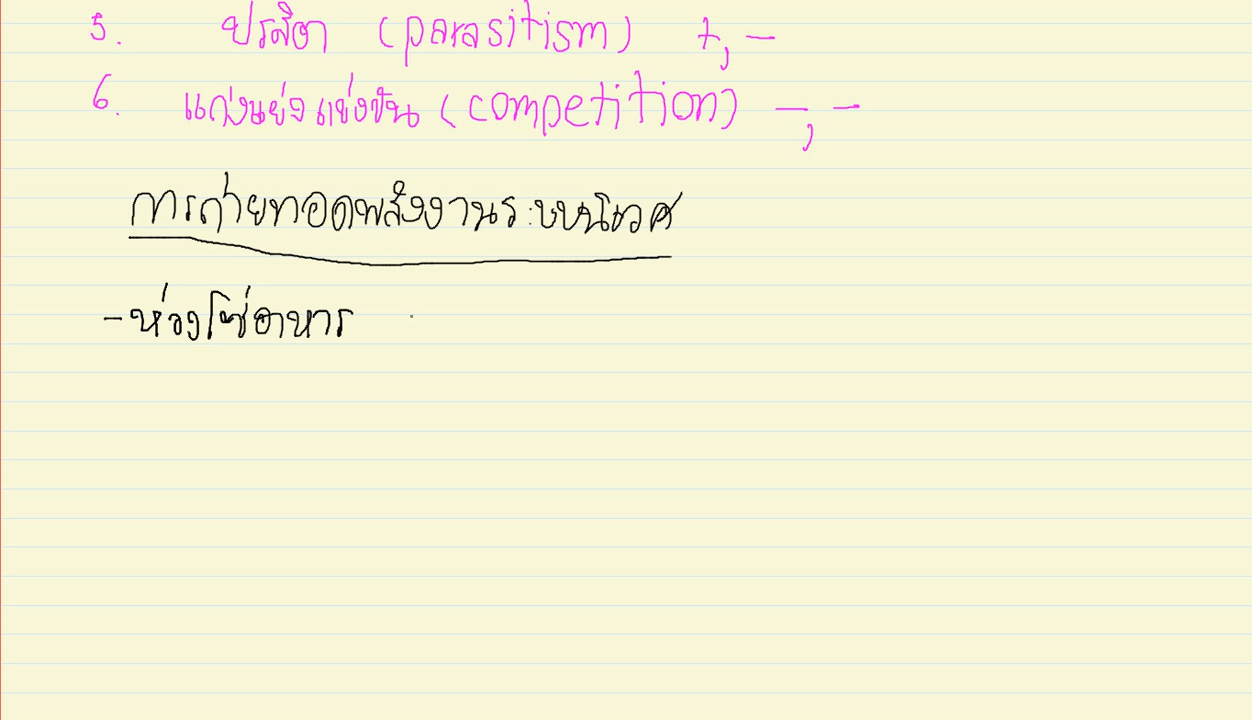 5. ปรสิต (parasitism) +, -
6. แก่งแย่งแข่งขัน (competition) -, -
การถ่ายทอดพลังงานระบบนิเวศ
- ห่วงโซ่อาหาร